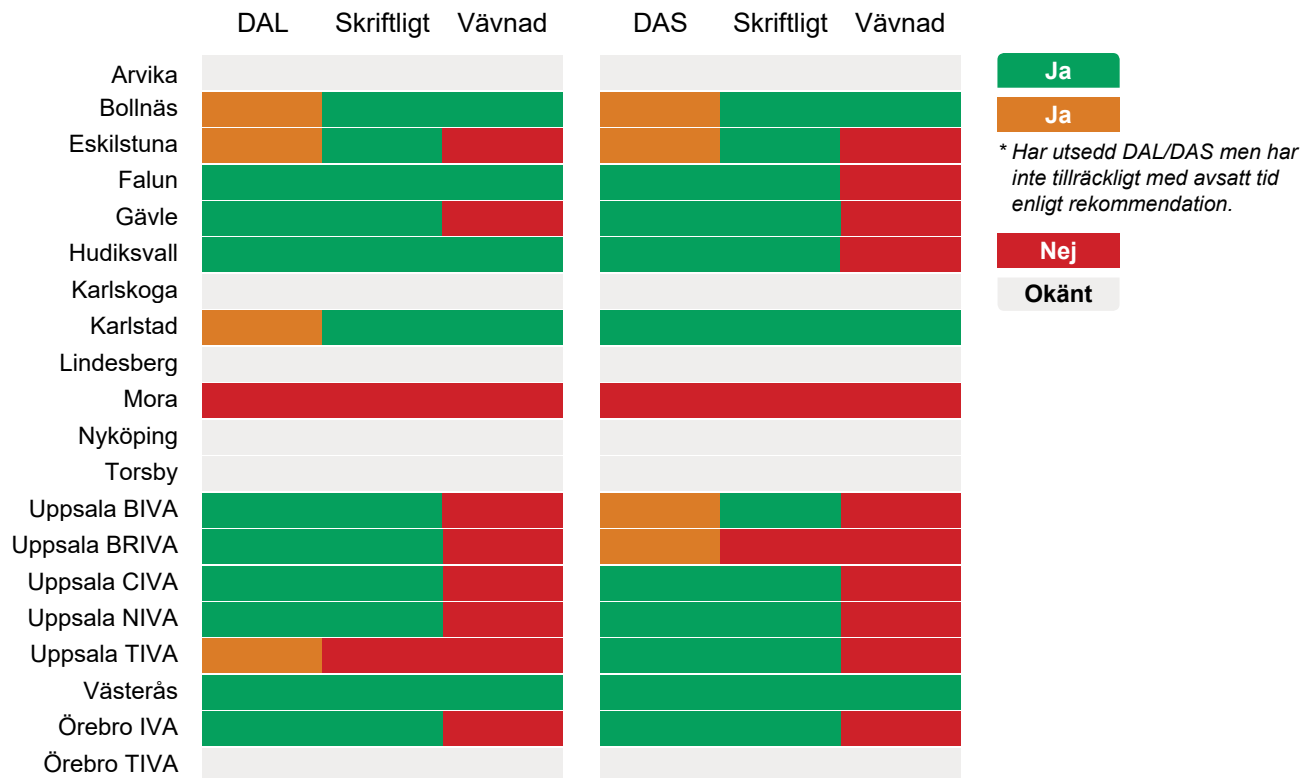 DAL Skriftligt Vävnad DAS Skriftligt Vävnad
Arvika
Bollnäs
Eskilstuna
Falun
Gävle
Hudiksvall
Karlskoga
Karlstad
Lindesberg
Mora
Nyköping
Torsby
Uppsala BIVA
Uppsala BRIVA
Uppsala CIVA
Uppsala NIVA
Uppsala TIVA
Västerås
Örebro IVA
Örebro TIVA
Ja
Ja
* Har utsedd DAL/DAS men har
inte tillräckligt med avsatt tid
enligt rekommendation.
Nej
Okänt